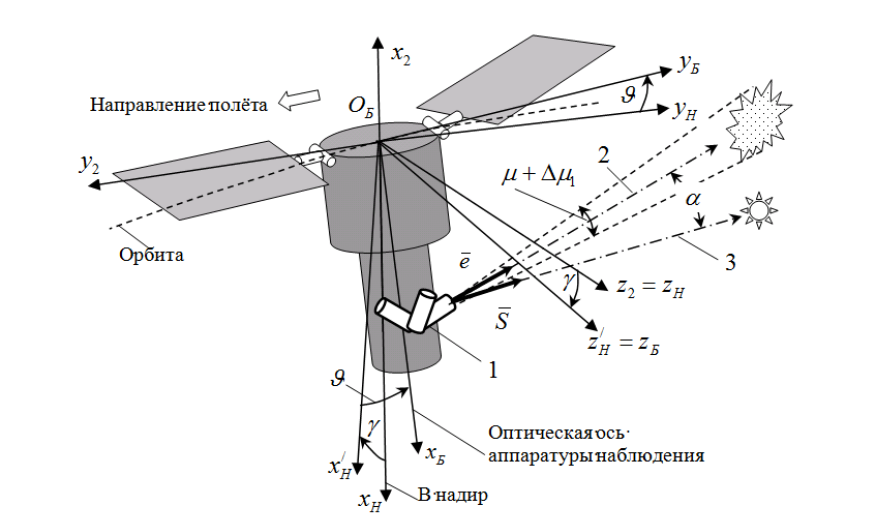 x₂
y_Б
Направление полёта
O_Б
ϑ
y_Н
2
y₂
μ + Δμ₁
α
Орбита
e̅
3
γ
z₂ = z_Н
S̅
z′_Н = z_Б
1
ϑ
γ
Оптическая ось·
аппаратуры наблюдения
x_Б
x′_Н
В надир
x_Н